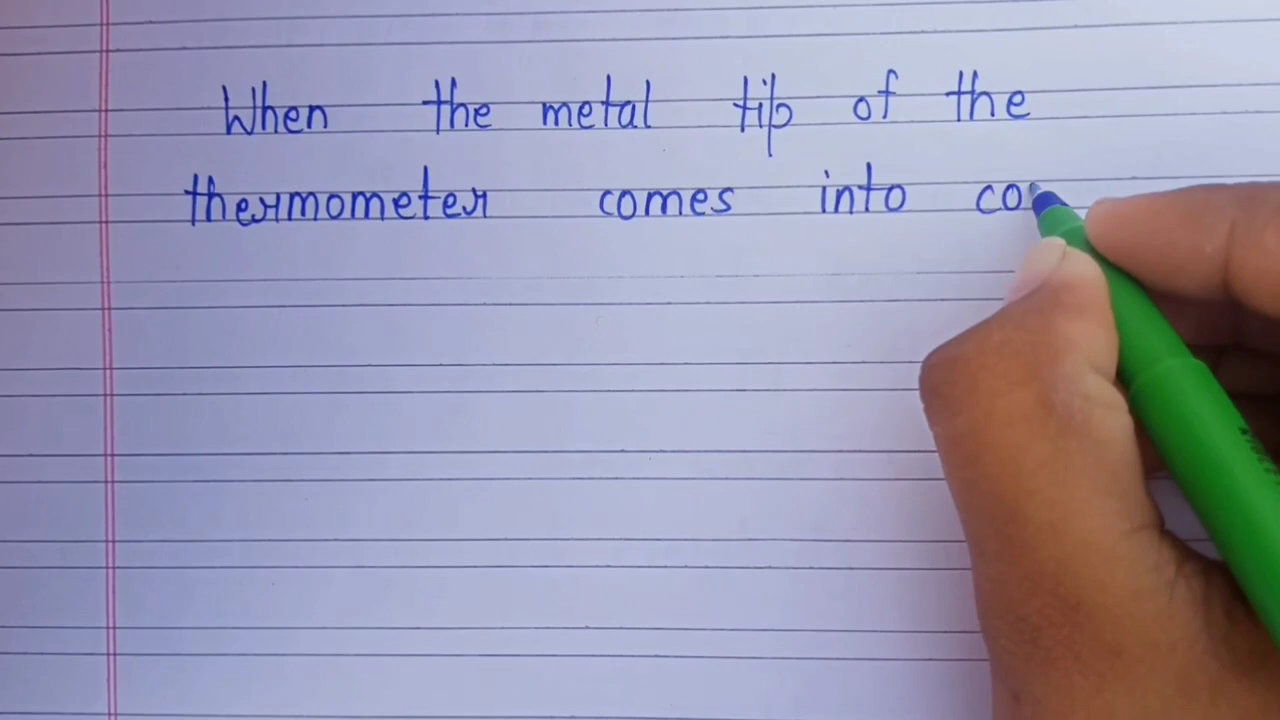 When the metal tip of the
thermometer comes into co